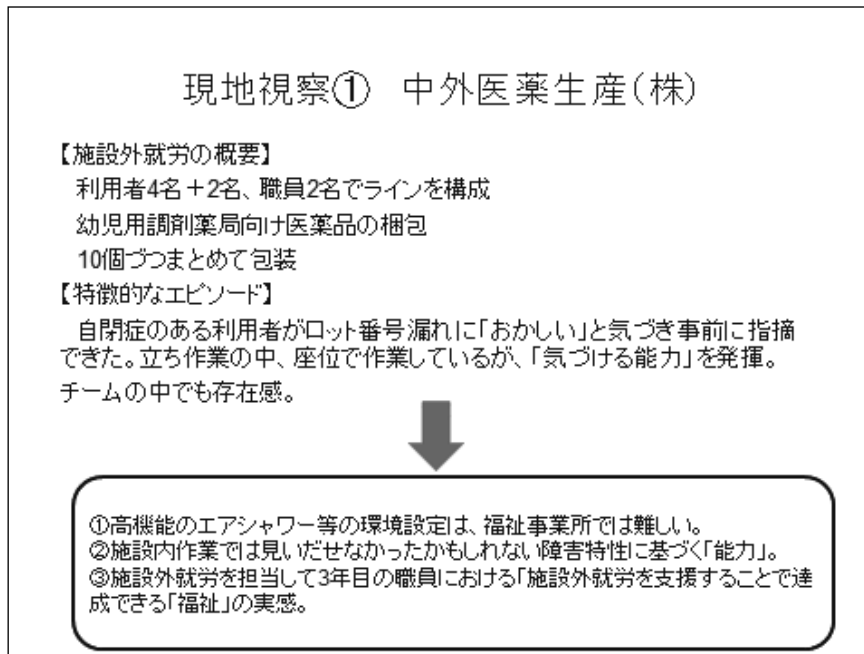 現地視察① 中外医薬生産(株)
【施設外就労の概要】
利用者4名+2名、職員2名でラインを構成
幼児用調剤薬局向け医薬品の梱包
10個づつまとめて包装
【特徴的なエピソード】
自閉症のある利用者がロット番号漏れに「おかしい」と気づき事前に指摘
できた。立ち作業の中、座位で作業しているが、「気づける能力」を発揮。
チームの中でも存在感。
①高機能のエアシャワー等の環境設定は、福祉事業所では難しい。
②施設内作業では見いだせなかったかもしれない障害特性に基づく「能力」。
③施設外就労を担当して3年目の職員における「施設外就労を支援することで達
成できる「福祉」の実感。